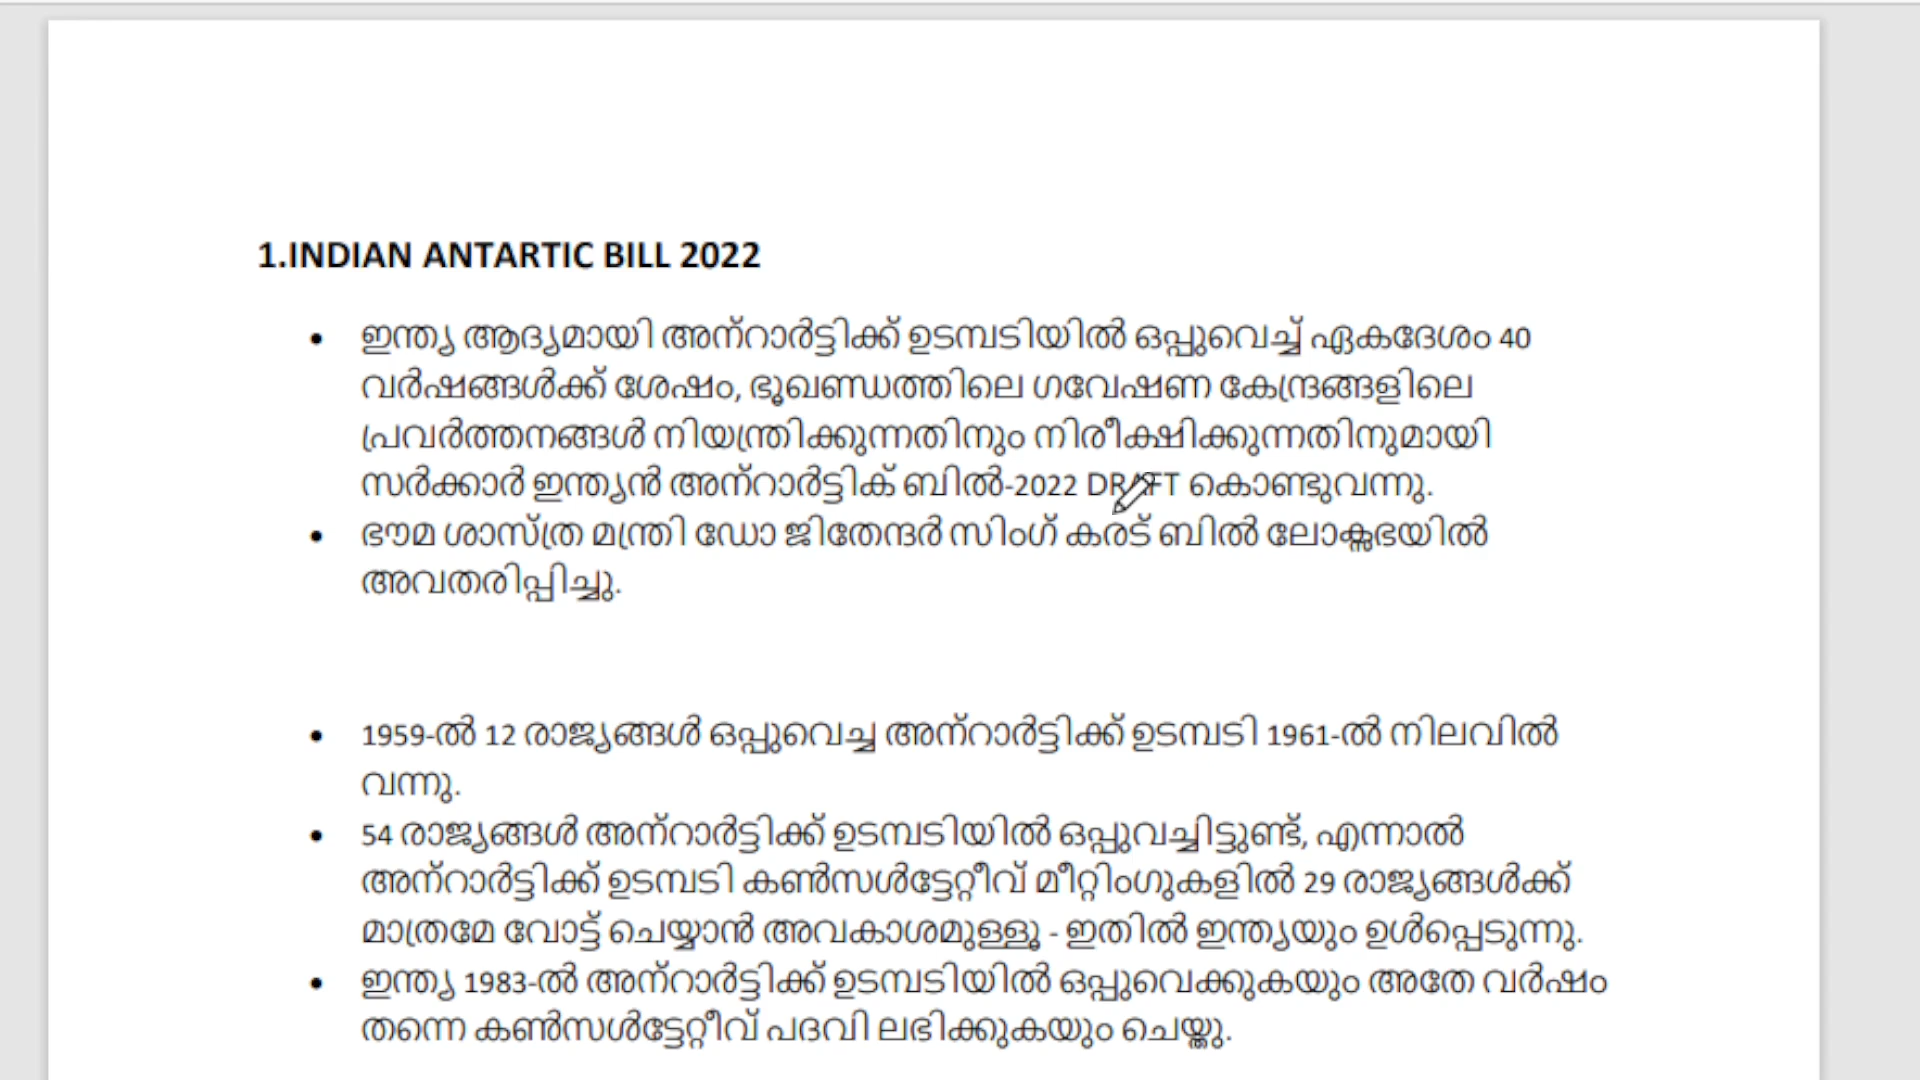 1.INDIAN ANTARTIC BILL 2022
• ഇന്ത്യ ആദ്യമായി അന്റാർട്ടിക്ക് ഉടമ്പടിയിൽ ഒപ്പുവെച്ച് ഏകദേശം 40
വർഷങ്ങൾക്ക് ശേഷം, ഭൂഖണ്ഡത്തിലെ ഗവേഷണ കേന്ദ്രങ്ങളിലെ
പ്രവർത്തനങ്ങൾ നിയന്ത്രിക്കുന്നതിനും നിരീക്ഷിക്കുന്നതിനുമായി
സർക്കാർ ഇന്ത്യൻ അന്റാർട്ടിക് ബിൽ-2022 DRAFT കൊണ്ടുവന്നു.
• ഭൗമ ശാസ്ത്ര മന്ത്രി ഡോ ജിതേന്ദർ സിംഗ് കരട് ബിൽ ലോക്സഭയിൽ
അവതരിപ്പിച്ചു.
• 1959-ൽ 12 രാജ്യങ്ങൾ ഒപ്പുവെച്ച അന്റാർട്ടിക്ക് ഉടമ്പടി 1961-ൽ നിലവിൽ
വന്നു.
• 54 രാജ്യങ്ങൾ അന്റാർട്ടിക്ക് ഉടമ്പടിയിൽ ഒപ്പുവച്ചിട്ടുണ്ട്, എന്നാൽ
അന്റാർട്ടിക്ക് ഉടമ്പടി കൺസൾട്ടേറ്റീവ് മീറ്റിംഗുകളിൽ 29 രാജ്യങ്ങൾക്ക്
മാത്രമേ വോട്ട് ചെയ്യാൻ അവകാശമുള്ളൂ - ഇതിൽ ഇന്ത്യയും ഉൾപ്പെടുന്നു.
• ഇന്ത്യ 1983-ൽ അന്റാർട്ടിക്ക് ഉടമ്പടിയിൽ ഒപ്പുവെക്കുകയും അതേ വർഷം
തന്നെ കൺസൾട്ടേറ്റീവ് പദവി ലഭിക്കുകയും ചെയ്തു.